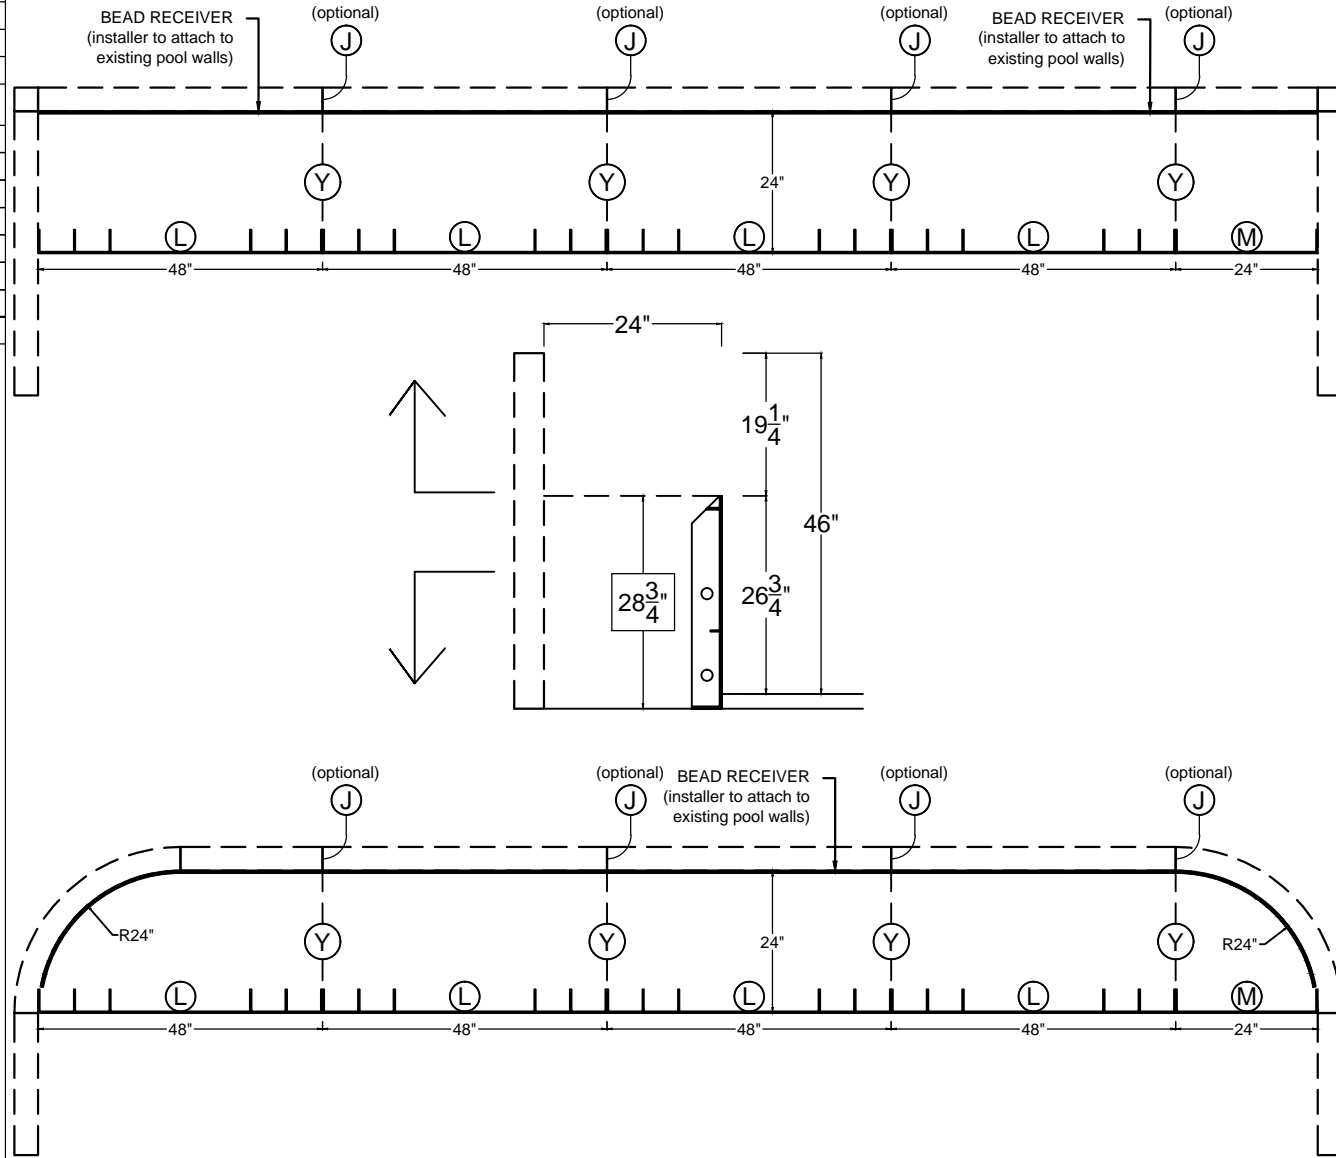 BEAD RECEIVER
(installer to attach to
existing pool walls)
(optional)
J
(optional)
J
(optional)
J
BEAD RECEIVER
(installer to attach to
existing pool walls)
(optional)
J
Y
Y
24"
Y
Y
L
L
L
L
M
48"
48"
48"
48"
24"
24"
19 1/4"
46"
28 3/4"
26 3/4"
(optional)
J
(optional)
J
BEAD RECEIVER
(installer to attach to
existing pool walls)
(optional)
J
(optional)
J
R24"
Y
Y
24"
Y
Y
R24"
L
L
L
L
M
48"
48"
48"
48"
24"